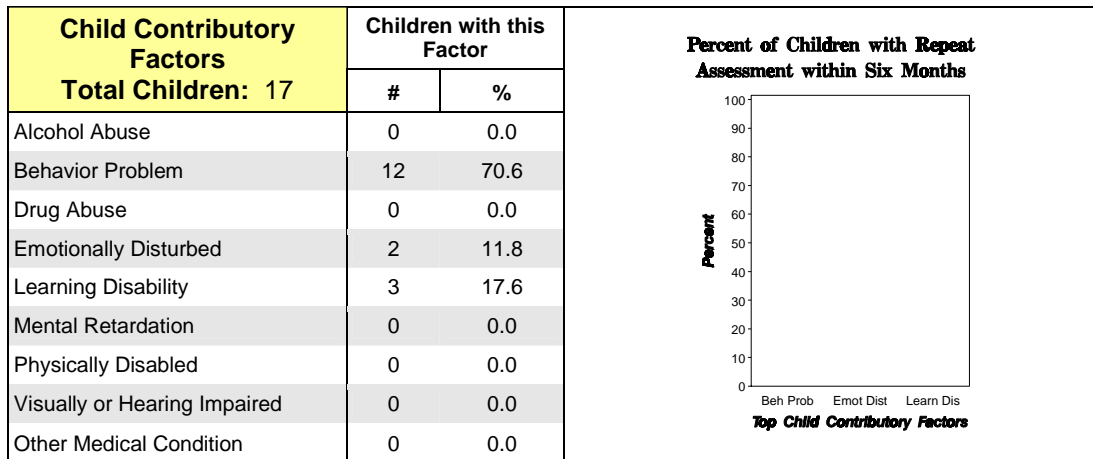 Child Contributory
Factors
Total Children: 17
Children with this
Factor
# %
Alcohol Abuse 0 0.0
Behavior Problem 12 70.6
Drug Abuse 0 0.0
Emotionally Disturbed 2 11.8
Learning Disability 3 17.6
Mental Retardation 0 0.0
Physically Disabled 0 0.0
Visually or Hearing Impaired 0 0.0
Other Medical Condition 0 0.0
Percent of Children with Repeat
Assessment within Six Months
Percent
100
90
80
70
60
50
40
30
20
10
0
Beh Prob Emot Dist Learn Dis
Top Child Contributory Factors